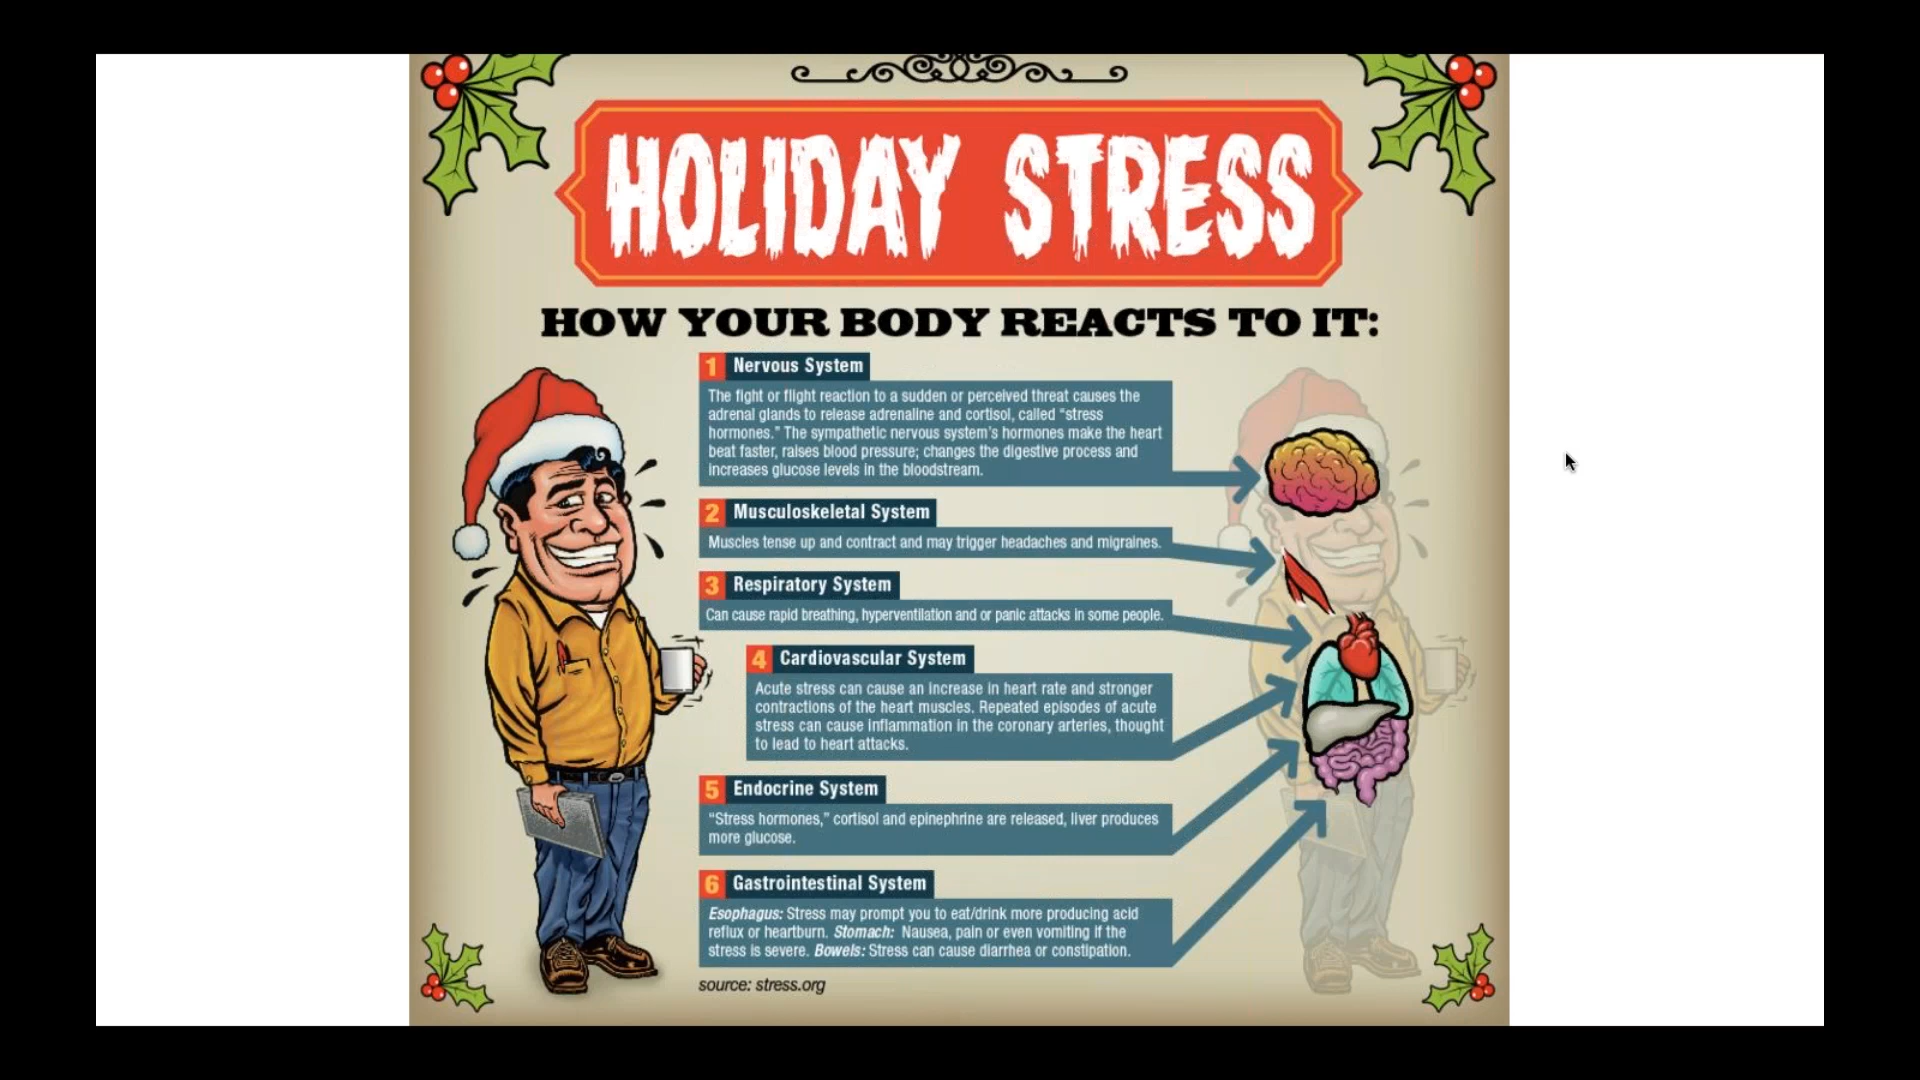 HOLIDAY STRESS
HOW YOUR BODY REACTS TO IT:
1 Nervous System
The fight or flight reaction to a sudden or perceived threat causes the
adrenal glands to release adrenaline and cortisol, called “stress
hormones.” The sympathetic nervous system’s hormones make the heart
beat faster, raises blood pressure; changes the digestive process and
increases glucose levels in the bloodstream.
2 Musculoskeletal System
Muscles tense up and contract and may trigger headaches and migraines.
3 Respiratory System
Can cause rapid breathing, hyperventilation and or panic attacks in some people.
4 Cardiovascular System
Acute stress can cause an increase in heart rate and stronger
contractions of the heart muscles. Repeated episodes of acute
stress can cause inflammation in the coronary arteries, thought
to lead to heart attacks.
5 Endocrine System
“Stress hormones,” cortisol and epinephrine are released, liver produces
more glucose.
6 Gastrointestinal System
Esophagus: Stress may prompt you to eat/drink more producing acid
reflux or heartburn. Stomach: Nausea, pain or even vomiting if the
stress is severe. Bowels: Stress can cause diarrhea or constipation.
source: stress.org